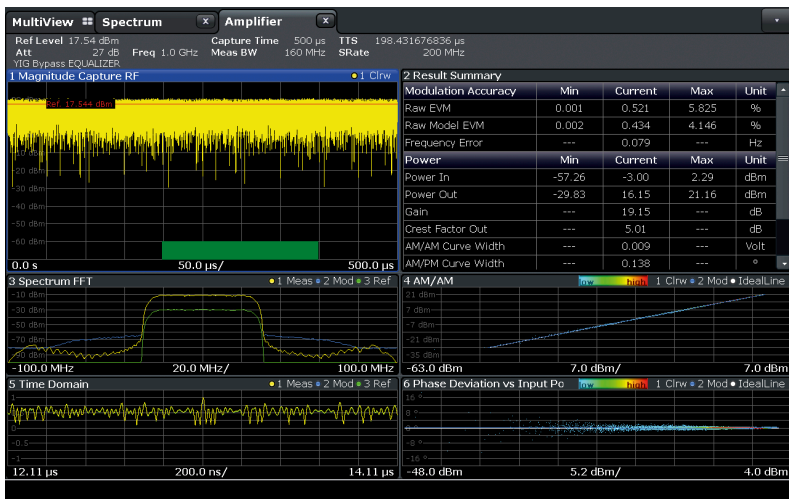 MultiView Spectrum x Amplifier x
Ref Level 17.54 dBm Capture Time 500 µs TTS 198.431676836 µs
Att 27 dB Freq 1.0 GHz Meas BW 160 MHz SRate 200 MHz
YIG Bypass EQUALIZER
1 Magnitude Capture RF 1 Clrw
Ref 17.544 dBm
-20 dBm
-30 dBm
-50 dBm
-60 dBm
0.0 s 50.0 µs/ 500.0 µs
2 Result Summary
Modulation Accuracy Min Current Max Unit
Raw EVM 0.001 0.521 5.825 %
Raw Model EVM 0.002 0.434 4.146 %
Frequency Error --- 0.079 --- Hz
Power Min Current Max Unit
Power In -57.26 -3.00 2.29 dBm
Power Out -29.83 16.15 21.16 dBm
Gain --- 19.15 --- dB
Crest Factor Out --- 5.01 --- dB
AM/AM Curve Width --- 0.009 --- Volt
AM/PM Curve Width --- 0.138 --- °
3 Spectrum FFT 1 Meas 2 Mod 3 Ref
-10 dBm
-30 dBm
-50 dBm
-70 dBm
-90 dBm
-100.0 MHz 20.0 MHz/ 100.0 MHz
4 AM/AM low high 1 Clrw 2 Mod IdealLine
21 dBm
7 dBm
-7 dBm
-21 dBm
-35 dBm
-63.0 dBm 7.0 dBm/ 7.0 dBm
5 Time Domain 1 Meas 2 Mod 3 Ref
1
0
-0.5
-1
12.11 µs 200.0 ns/ 14.11 µs
6 Phase Deviation vs Input Po low high 1 Clrw 2 Mod IdealLine
16 °
8 °
0 °
-8 °
-16 °
-48.0 dBm 5.2 dBm/ 4.0 dBm